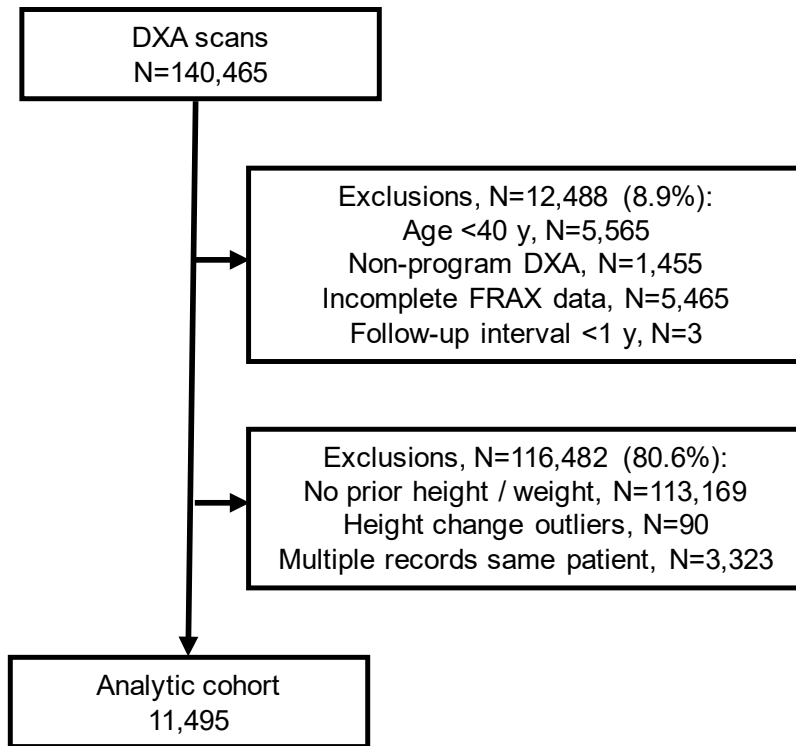 DXA scans
N=140,465
Exclusions, N=12,488 (8.9%):
Age <40 y, N=5,565
Non-program DXA, N=1,455
Incomplete FRAX data, N=5,465
Follow-up interval <1 y, N=3
Exclusions, N=116,482 (80.6%):
No prior height / weight, N=113,169
Height change outliers, N=90
Multiple records same patient, N=3,323
Analytic cohort
11,495